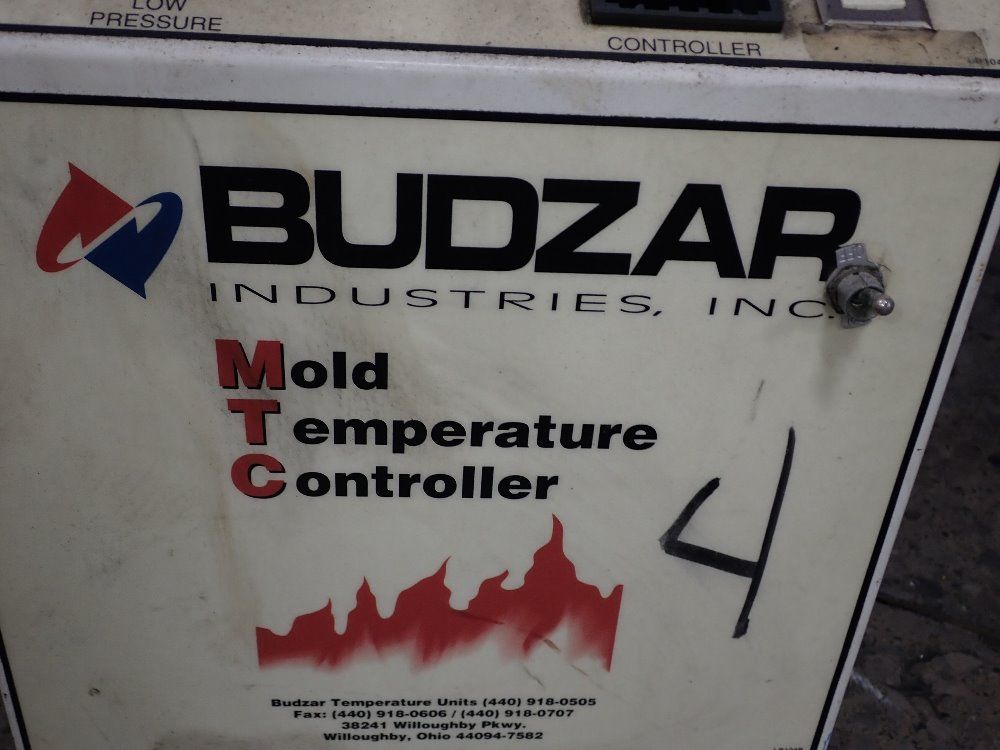 LOW
PRESSURE
CONTROLLER
BUDZAR
INDUSTRIES, INC.
Mold
Temperature
Controller
4
Budzar Temperature Units (440) 918-0505
Fax: (440) 918-0606 / (440) 918-0707
38241 Willoughby Pkwy.
Willoughby, Ohio 44094-7582